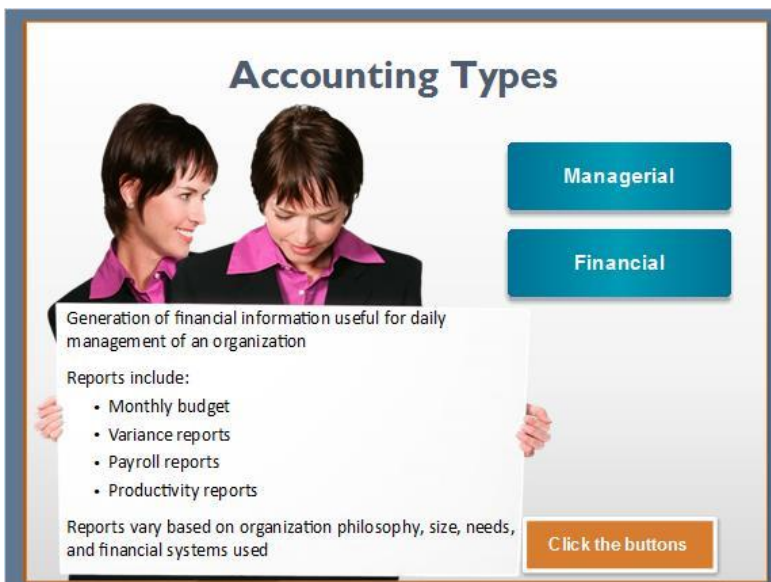 Accounting Types
Managerial
Financial
Generation of financial information useful for daily
management of an organization
Reports include:
• Monthly budget
• Variance reports
• Payroll reports
• Productivity reports
Reports vary based on organization philosophy, size, needs,
and financial systems used
Click the buttons